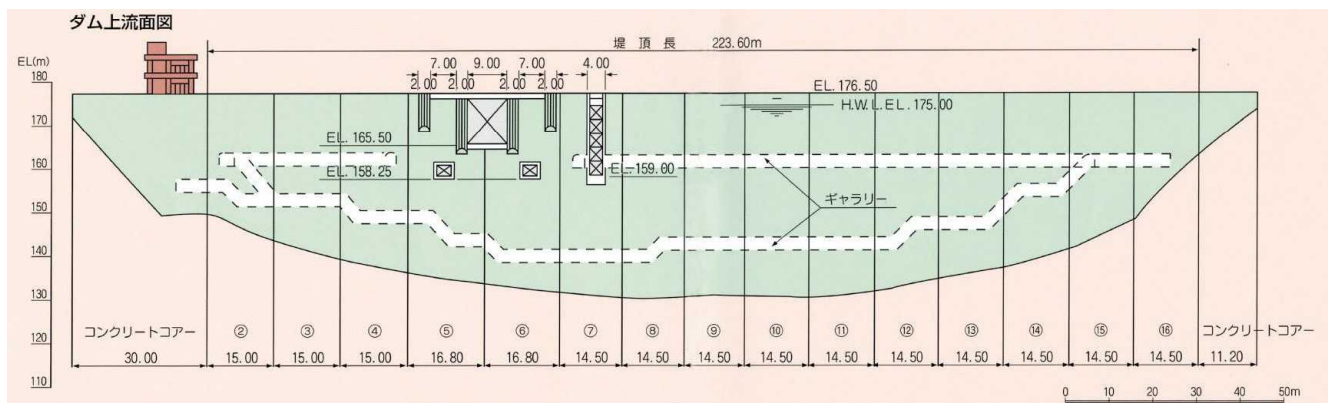 ダム上流面図
堤頂長 223.60m
EL(m)
7.00 9.00 7.00 4.00
2.00 2.00 2.00 2.00
EL.176.50
H.W.L.EL.175.00
EL.165.50
EL.158.25
EL.159.00
ギャラリー
180
170
160
150
140
130
120
110
コンクリートコアー ② ③ ④ ⑤ ⑥ ⑦ ⑧ ⑨ ⑩ ⑪ ⑫ ⑬ ⑭ ⑮ ⑯ コンクリートコアー
30.00 15.00 15.00 15.00 16.80 16.80 14.50 14.50 14.50 14.50 14.50 14.50 14.50 14.50 14.50 14.50 11.20
0 10 20 30 40 50m